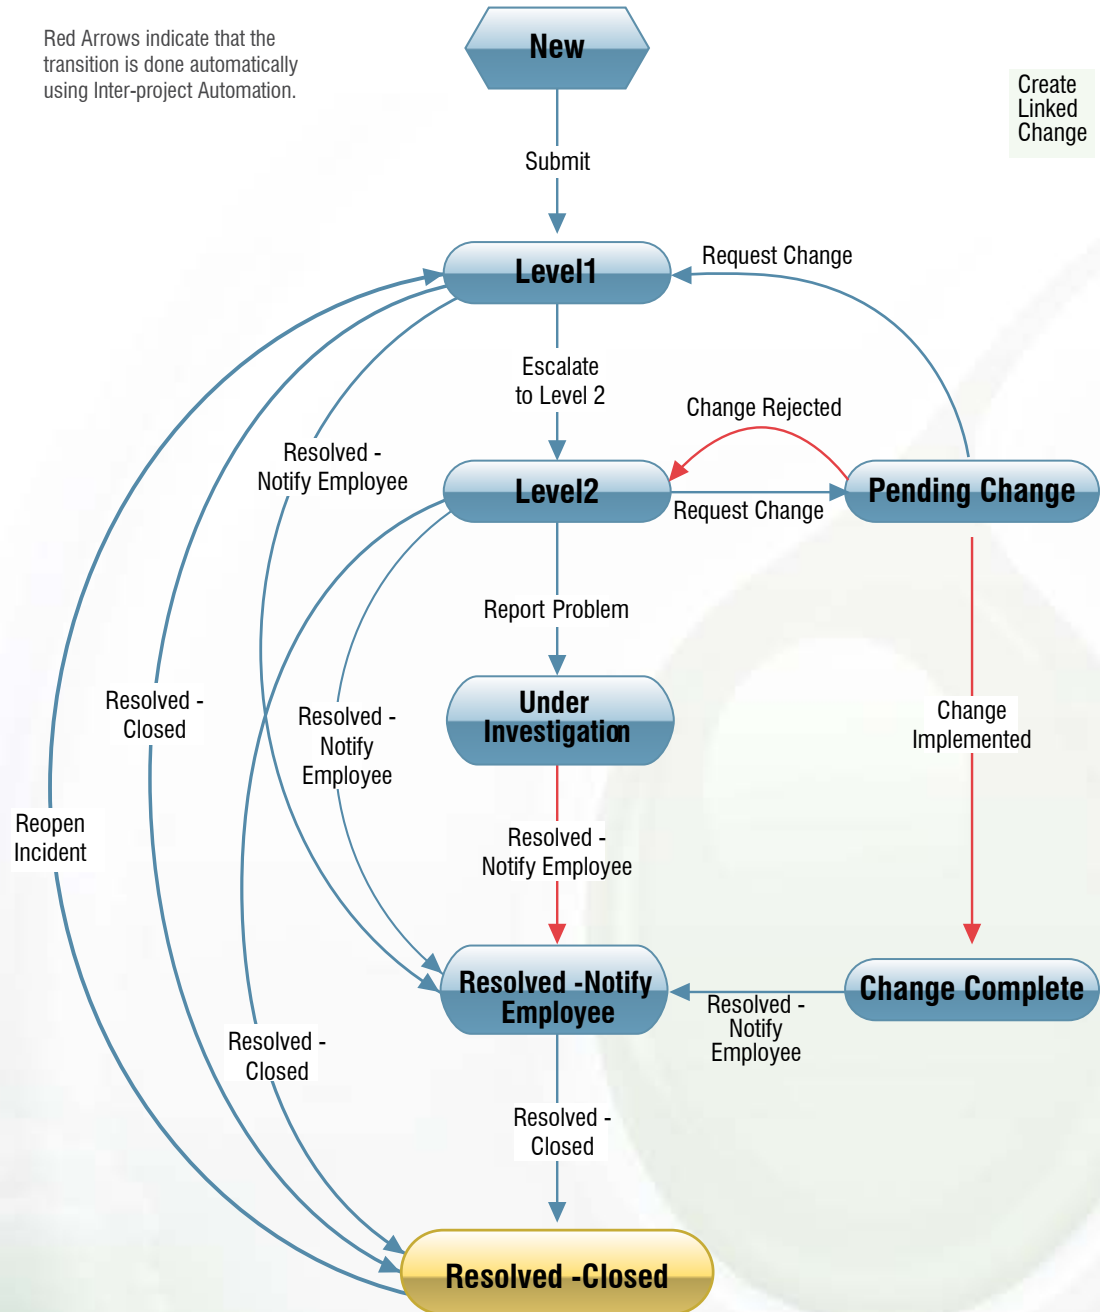 Red Arrows indicate that the
transition is done automatically
using Inter-project Automation.
New
Create
Linked
Change
Submit
Level1
Request Change
Escalate
to Level 2
Change Rejected
Resolved -
Notify Employee
Level2
Request Change
Pending Change
Report Problem
Under
Investigation
Resolved -
Closed
Resolved -
Notify
Employee
Change
Implemented
Reopen
Incident
Resolved -
Notify Employee
Resolved -Notify
Employee
Change Complete
Resolved -
Notify
Employee
Resolved -
Closed
Resolved -
Closed
Resolved -Closed